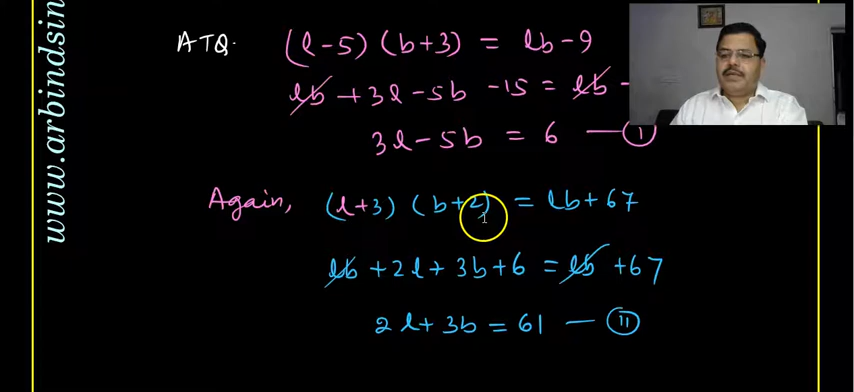 www.arbindsin
ATQ. (l-5) (b+3) = lb-9
lb +3l -5b -15 = lb -
3l -5b = 6 — I
Again, (l+3) (b+2) = lb+67
lb +2l+3b+6 = lb +67
2l+3b = 61 — II